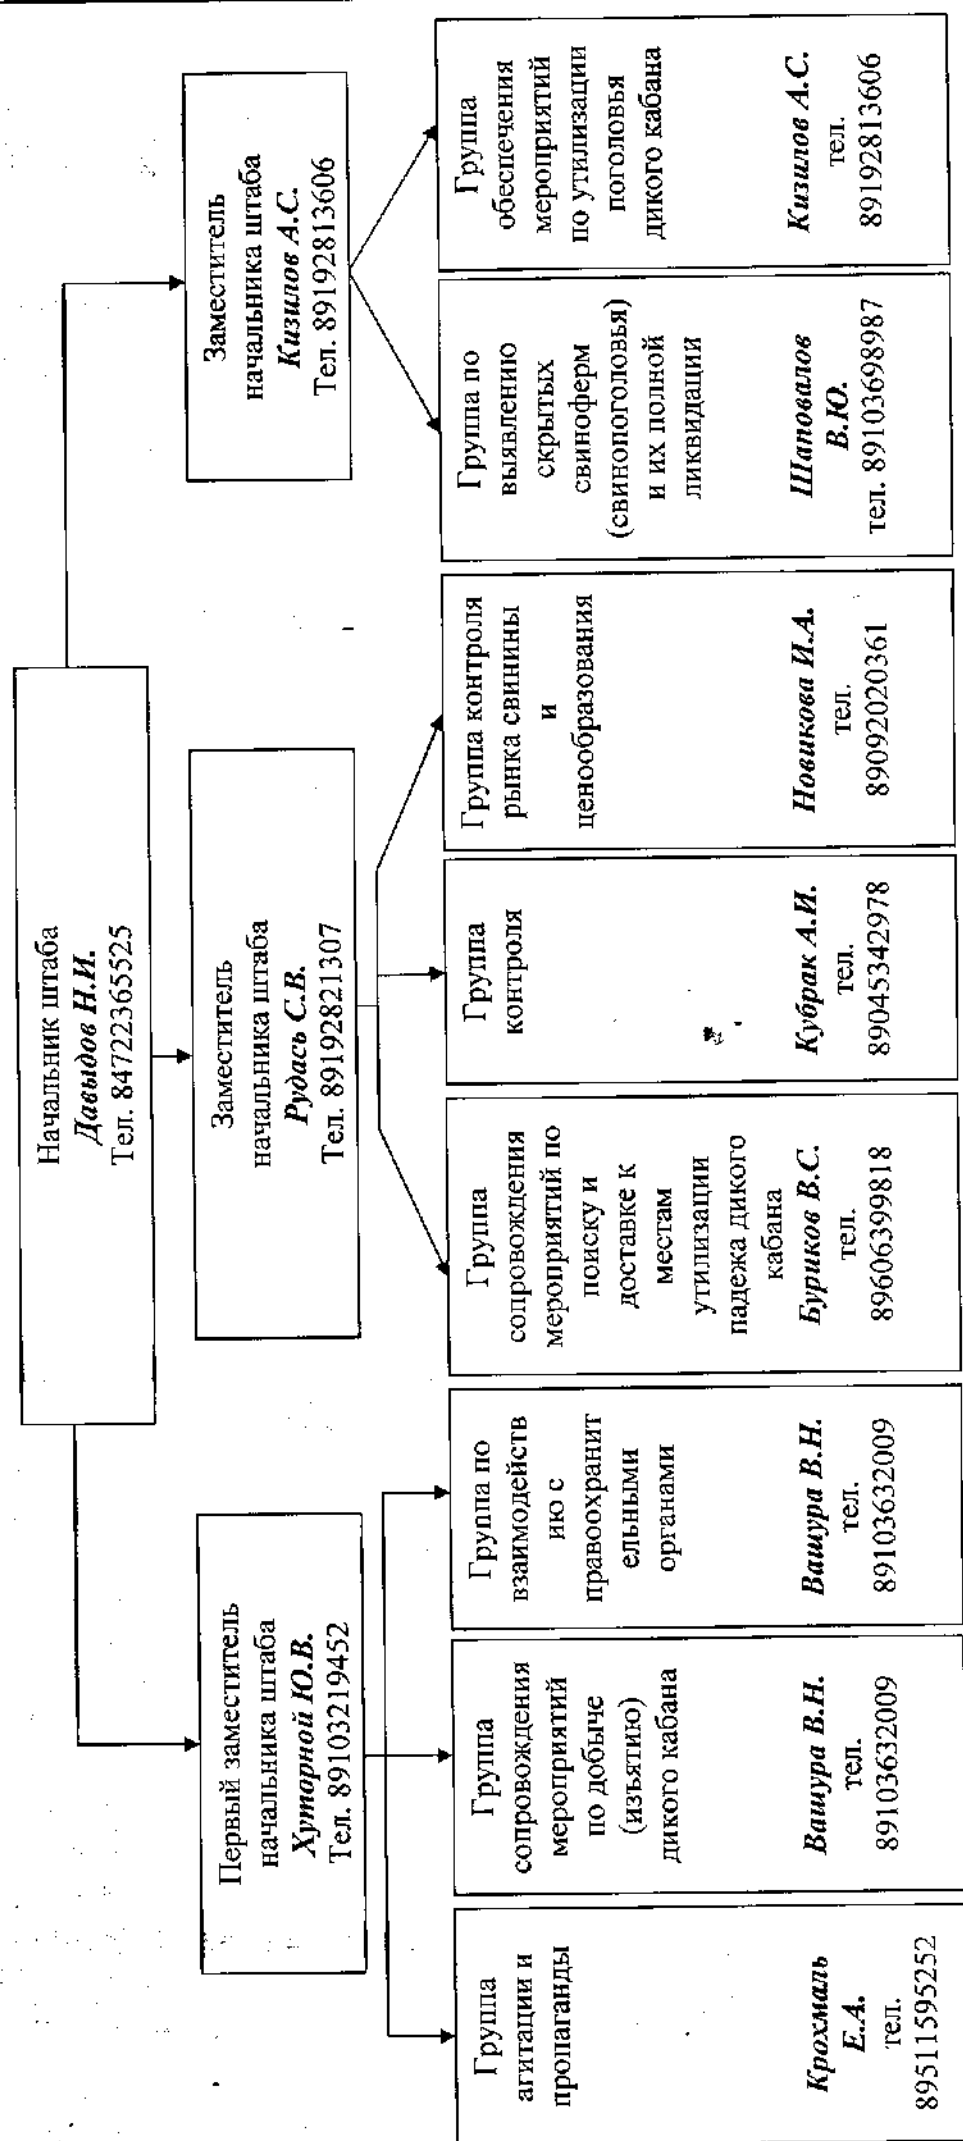 Начальник штаба
Давыдов Н.И.
Тел. 84722365525
Первый заместитель
начальника штаба
Хуторной Ю.В.
Тел. 89103219452
Заместитель
начальника штаба
Рудась С.В.
Тел. 89192821307
Заместитель
начальника штаба
Кизилов А.С.
Тел. 89192813606
Группа
агитации и
пропаганды
Крохмаль
Е.А.
тел.
89511595252
Группа
сопровождения
мероприятий
по добыче
(изъятию)
дикого кабана
Вашура В.Н.
тел.
89103632009
Группа по
взаимодейств
ию с
правоохранит
ельными
органами
Вашура В.Н.
тел.
89103632009
Группа
сопровождения
мероприятий по
поиску и
доставке к
местам
утилизации
падежа дикого
кабана
Буриков В.С.
тел.
89606399818
Группа
контроля
Кубрак А.И.
тел.
89045342978
Группа контроля
рынка свинины
и
ценообразования
Новикова И.А.
тел.
89092020361
Группа по
выявлению
скрытых
свиноферм
(свинопоголовья)
и их полной
ликвидации
Шаповалов
В.Ю.
тел. 89103698987
Группа
обеспечения
мероприятий
по утилизации
поголовья
дикого кабана
Кизилов А.С.
тел.
89192813606